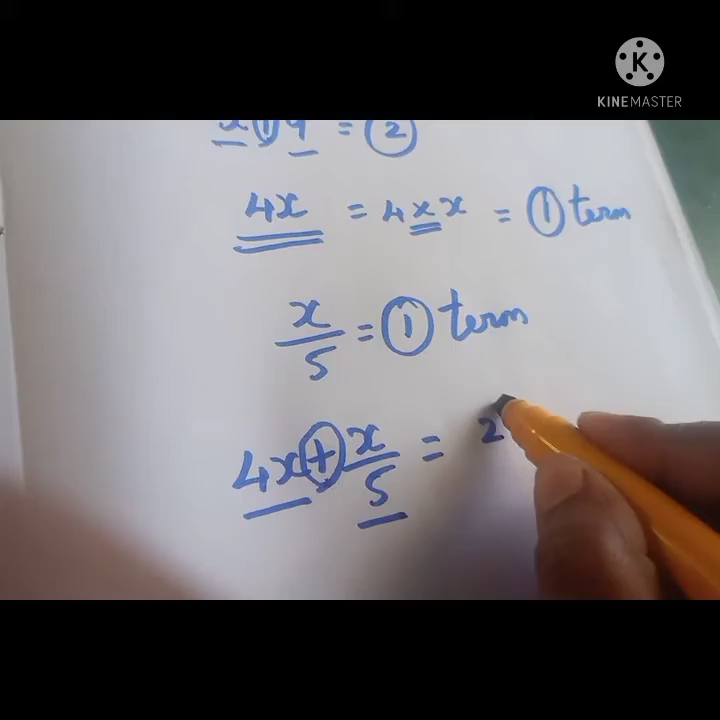 K
KINEMASTER
= 2
4x = 4 × x = 1 term
x/5 = 1 term
4x + x/5 = 2